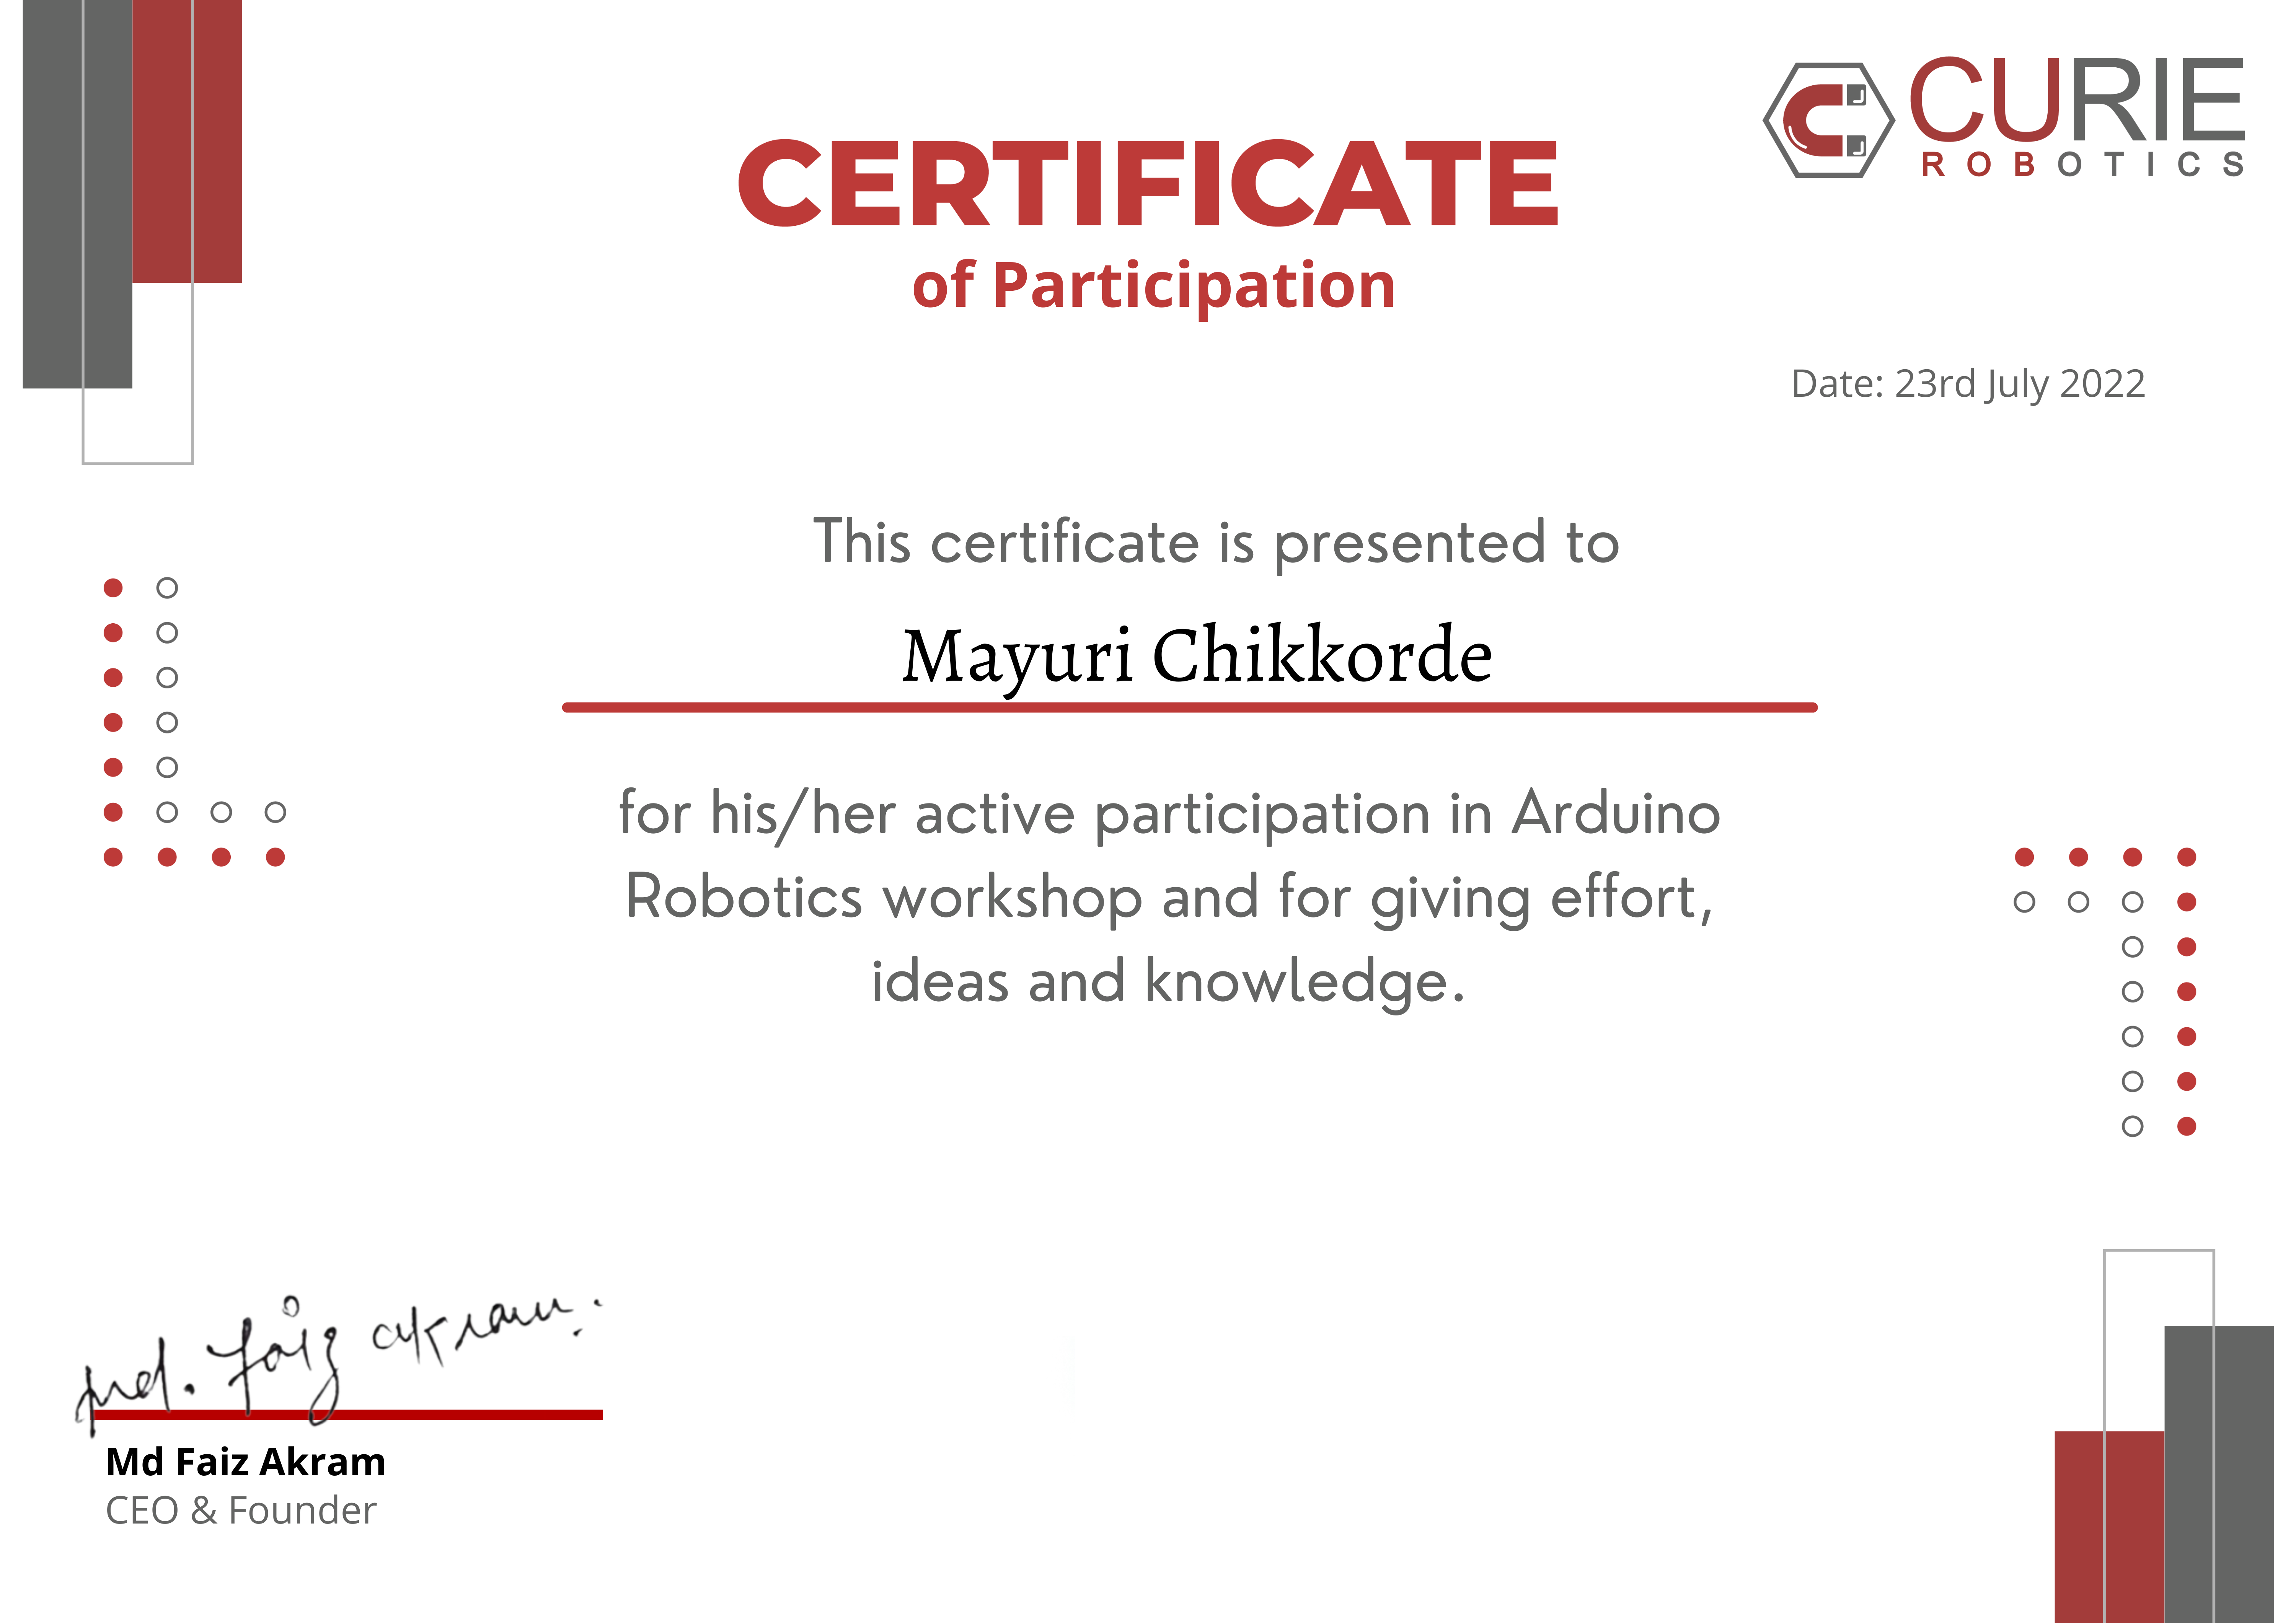 CURIE
ROBOTICS
CERTIFICATE
of Participation
Date: 23rd July 2022
This certificate is presented to
Mayuri Chikkorde
for his/her active participation in Arduino
Robotics workshop and for giving effort,
ideas and knowledge.
Md. Faiz Akram.
Md Faiz Akram
CEO & Founder